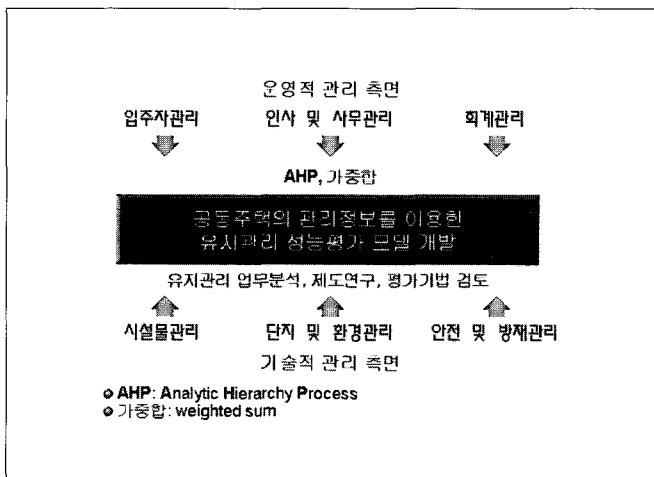 운영적 관리 측면
입주자관리 인사 및 사무관리 회계관리
AHP, 가중합
공동주택의 관리정보를 이용한
유지관리 성능평가 모델 개발
유지관리 업무분석, 제도연구, 평가기법 검토
시설물관리 단지 및 환경관리 안전 및 방재관리
기술적 관리 측면
AHP: Analytic Hierarchy Process
가중합: weighted sum